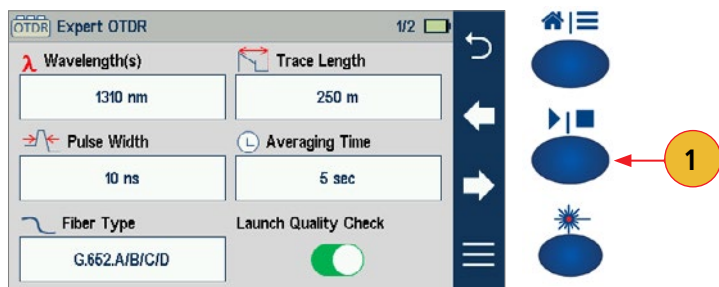 OTDR Expert OTDR 1/2
λ Wavelength(s) Trace Length
1310 nm 250 m
Pulse Width Averaging Time
10 ns 5 sec
Fiber Type Launch Quality Check
G.652.A/B/C/D
1